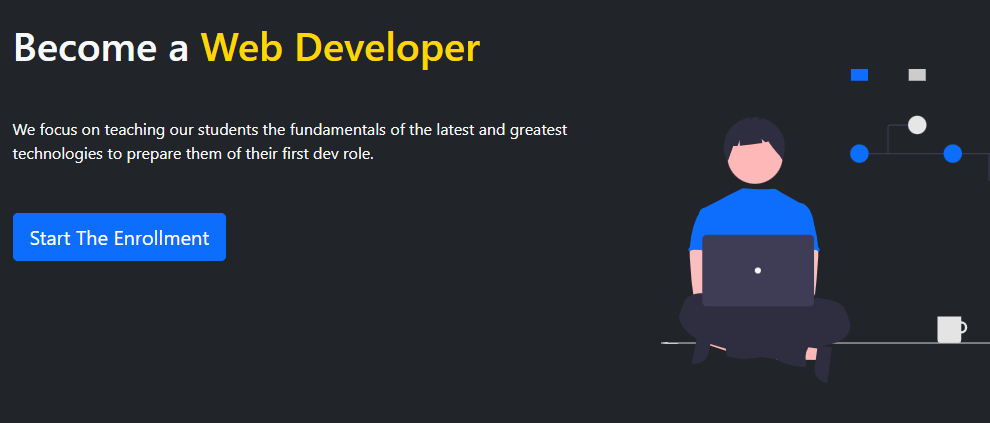 Become a Web Developer
We focus on teaching our students the fundamentals of the latest and greatest
technologies to prepare them of their first dev role.
Start The Enrollment